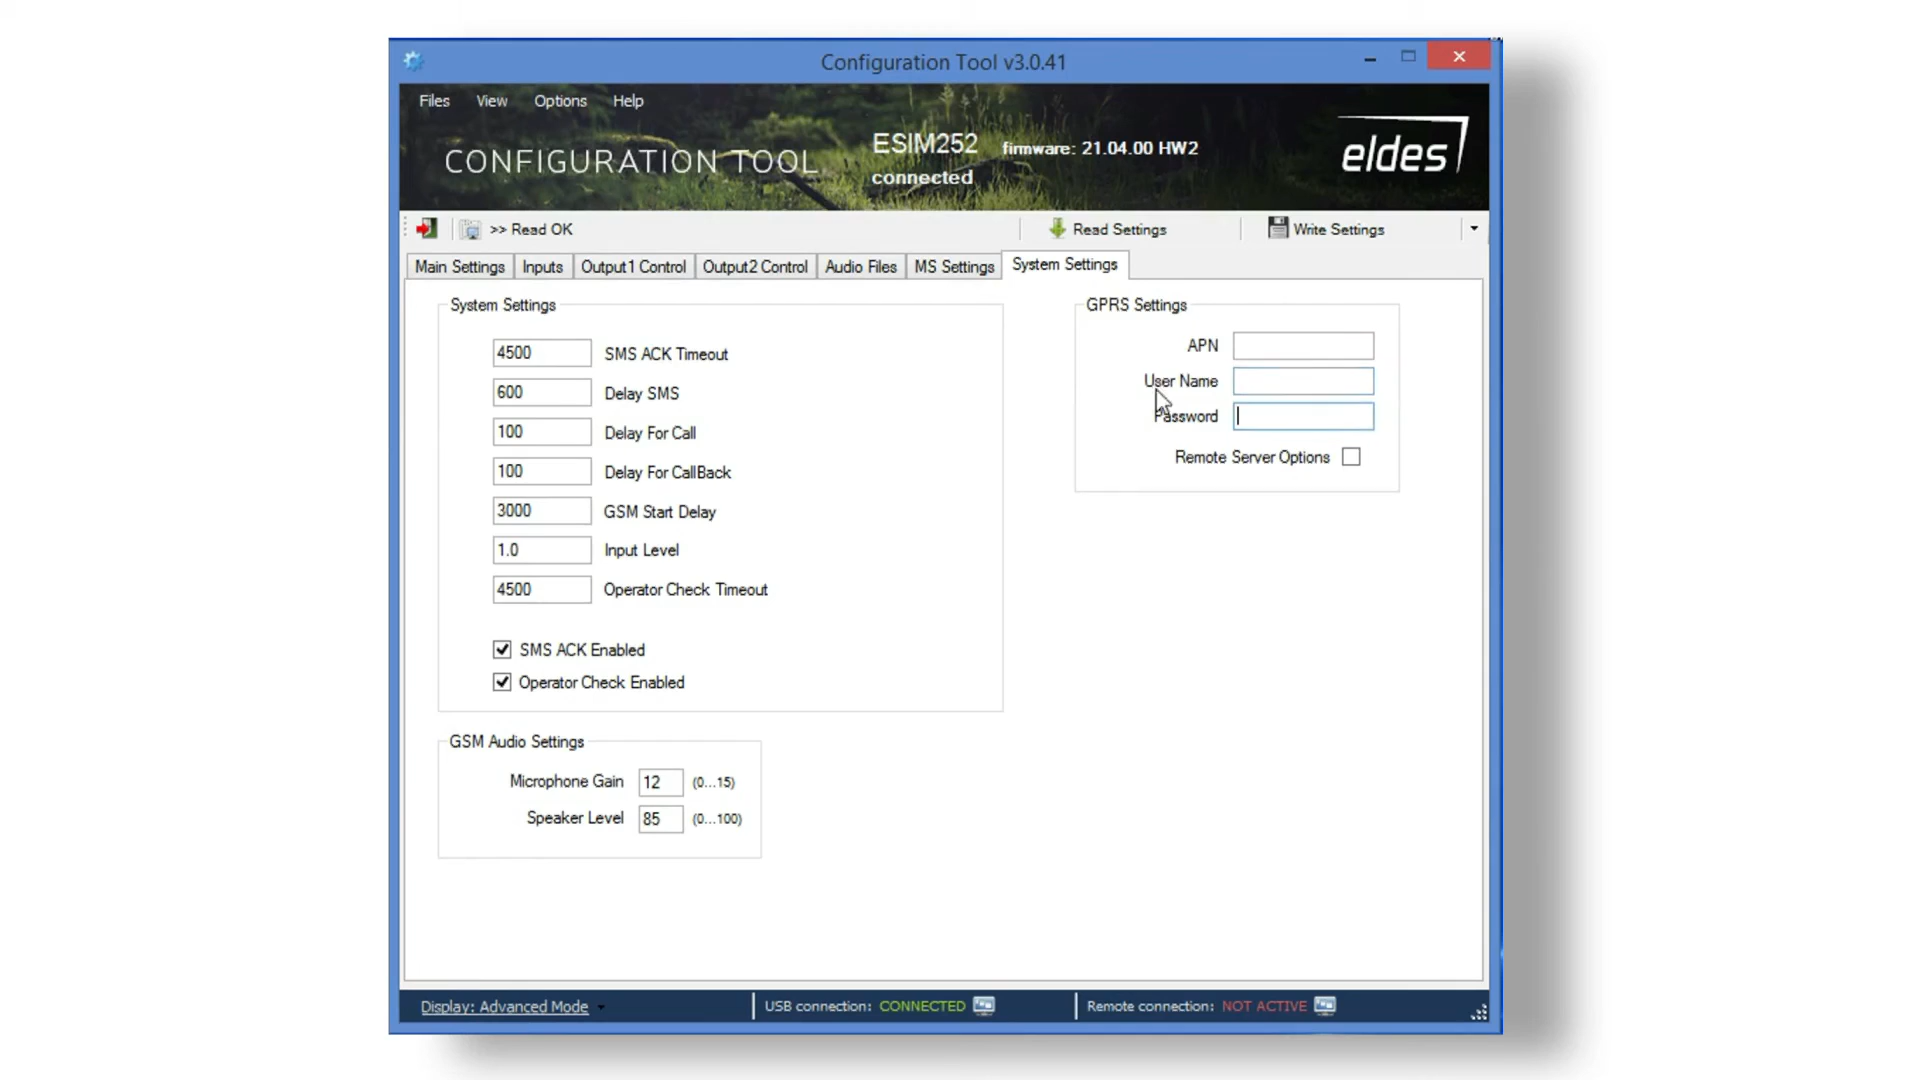 Configuration Tool v3.0.41
Files View Options Help
CONFIGURATION TOOL
ESIM252 firmware: 21.04.00 HW2
connected
eldes
>> Read OK Read Settings Write Settings
Main Settings Inputs Output1 Control Output2 Control Audio Files MS Settings System Settings
System Settings
4500 SMS ACK Timeout
600 Delay SMS
100 Delay For Call
100 Delay For CallBack
3000 GSM Start Delay
1.0 Input Level
4500 Operator Check Timeout
SMS ACK Enabled
Operator Check Enabled
GPRS Settings
APN
User Name
Password
Remote Server Options
GSM Audio Settings
Microphone Gain 12 (0...15)
Speaker Level 85 (0...100)
Display: Advanced Mode USB connection: CONNECTED Remote connection: NOT ACTIVE